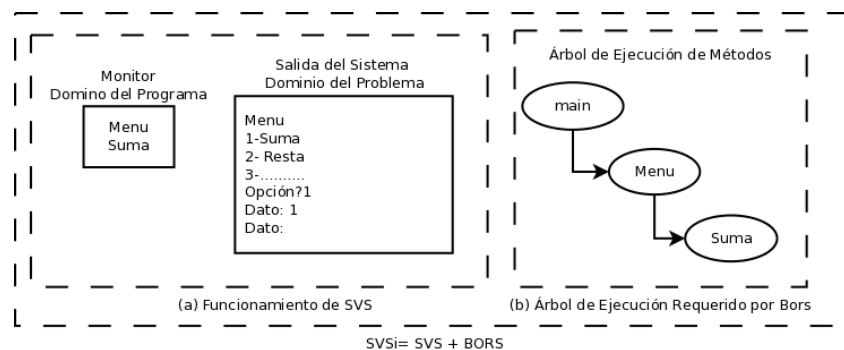 Monitor
Domino del Programa
Menu
Suma
Salida del Sistema
Dominio del Problema
Menu
1-Suma
2- Resta
3-..........
Opción?1
Dato: 1
Dato:
(a) Funcionamiento de SVS
Árbol de Ejecución de Métodos
main
Menu
Suma
(b) Árbol de Ejecución Requerido por Bors
SVSi= SVS + BORS